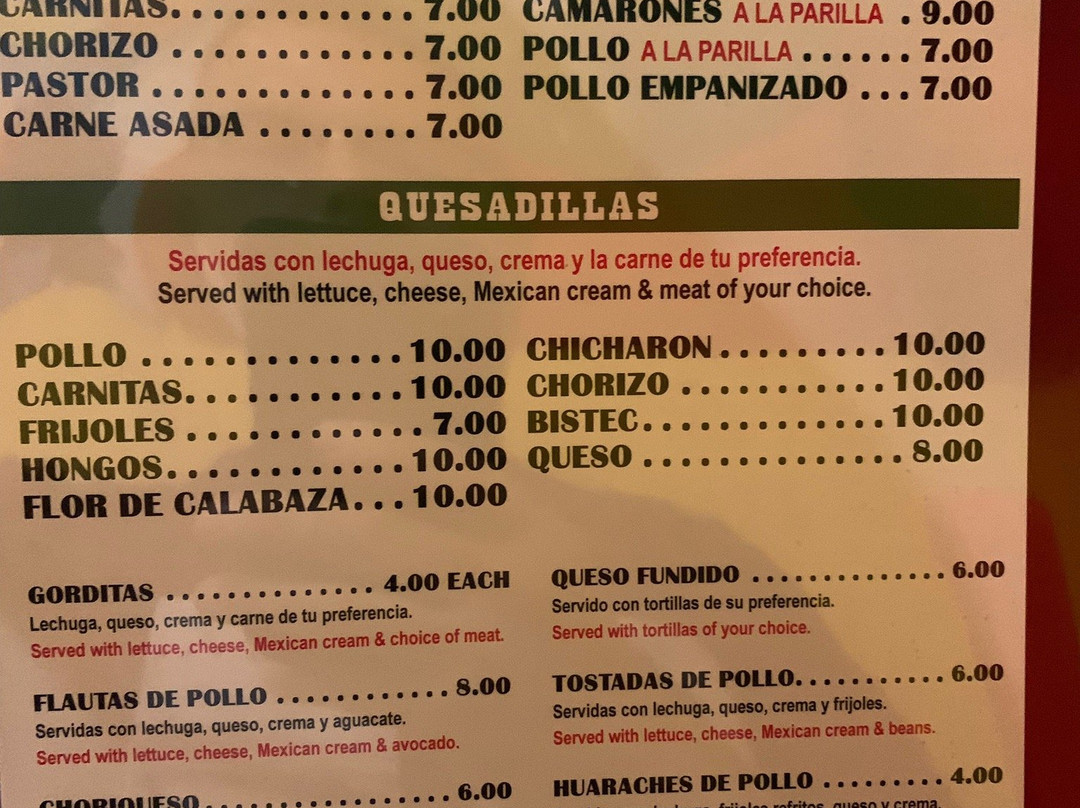 CARNITAS. . . . . . . . . . . . . 7.00
CHORIZO . . . . . . . . . . . . . 7.00
PASTOR . . . . . . . . . . . . . . 7.00
CARNE ASADA . . . . . . . . 7.00
CAMARONES A LA PARILLA . 9.00
POLLO A LA PARILLA . . . . . . 7.00
POLLO EMPANIZADO . . . 7.00
QUESADILLAS
Servidas con lechuga, queso, crema y la carne de tu preferencia.
Served with lettuce, cheese, Mexican cream & meat of your choice.
POLLO . . . . . . . . . . . . . 10.00
CARNITAS. . . . . . . . . . . 10.00
FRIJOLES . . . . . . . . . . . . 7.00
HONGOS. . . . . . . . . . . . 10.00
FLOR DE CALABAZA. . . 10.00
CHICHARON . . . . . . . . . 10.00
CHORIZO . . . . . . . . . . . 10.00
BISTEC. . . . . . . . . . . . . 10.00
QUESO . . . . . . . . . . . . . . 8.00
GORDITAS . . . . . . . . . . . . . . 4.00 EACH
Lechuga, queso, crema y carne de tu preferencia.
Served with lettuce, cheese, Mexican cream & choice of meat.
FLAUTAS DE POLLO . . . . . . . . . . . . 8.00
Servidas con lechuga, queso, crema y aguacate.
Served with lettuce, cheese, Mexican cream & avocado.
CHORIQUESO . . . . . . . . . . . . . . . . . 6.00
QUESO FUNDIDO . . . . . . . . . . . . . . 6.00
Servido con tortillas de su preferencia.
Served with tortillas of your choice.
TOSTADAS DE POLLO. . . . . . . . . . . 6.00
Servidas con lechuga, queso, crema y frijoles.
Served with lettuce, cheese, Mexican cream & beans.
HUARACHES DE POLLO . . . . . . . . . 4.00
frijoles refritos, queso y crema.